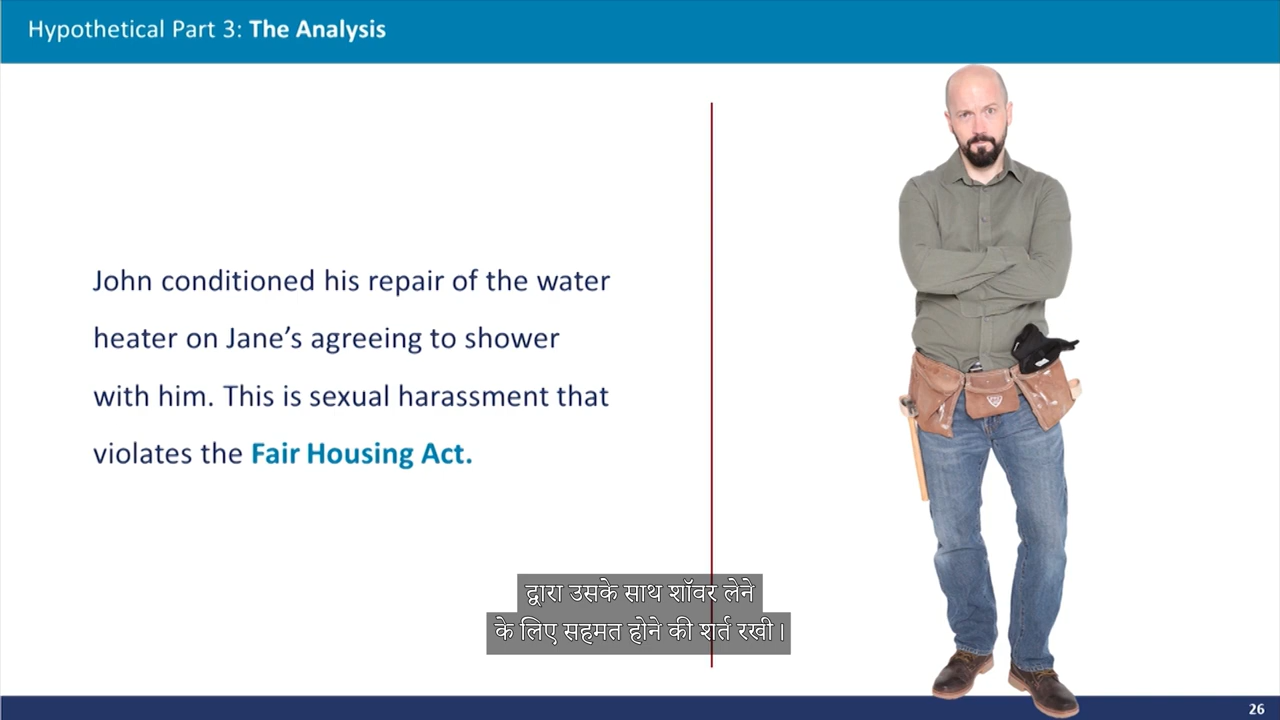 Hypothetical Part 3: The Analysis
John conditioned his repair of the water
heater on Jane’s agreeing to shower
with him. This is sexual harassment that
violates the Fair Housing Act.
द्वारा उसके साथ शॉवर लेने
के लिए सहमत होने की शर्त रखी।
26